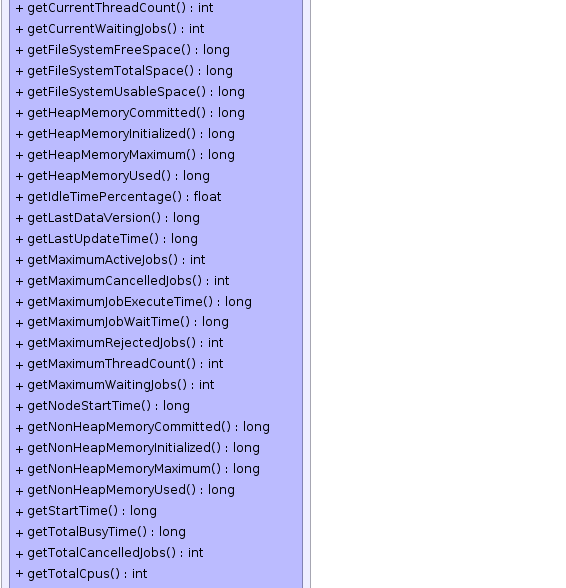 + getCurrentThreadCount() : int
+ getCurrentWaitingJobs() : int
+ getFileSystemFreeSpace() : long
+ getFileSystemTotalSpace() : long
+ getFileSystemUsableSpace() : long
+ getHeapMemoryCommitted() : long
+ getHeapMemoryInitialized() : long
+ getHeapMemoryMaximum() : long
+ getHeapMemoryUsed() : long
+ getIdleTimePercentage() : float
+ getLastDataVersion() : long
+ getLastUpdateTime() : long
+ getMaximumActiveJobs() : int
+ getMaximumCancelledJobs() : int
+ getMaximumJobExecuteTime() : long
+ getMaximumJobWaitTime() : long
+ getMaximumRejectedJobs() : int
+ getMaximumThreadCount() : int
+ getMaximumWaitingJobs() : int
+ getNodeStartTime() : long
+ getNonHeapMemoryCommitted() : long
+ getNonHeapMemoryInitialized() : long
+ getNonHeapMemoryMaximum() : long
+ getNonHeapMemoryUsed() : long
+ getStartTime() : long
+ getTotalBusyTime() : long
+ getTotalCancelledJobs() : int
+ getTotalCpus() : int